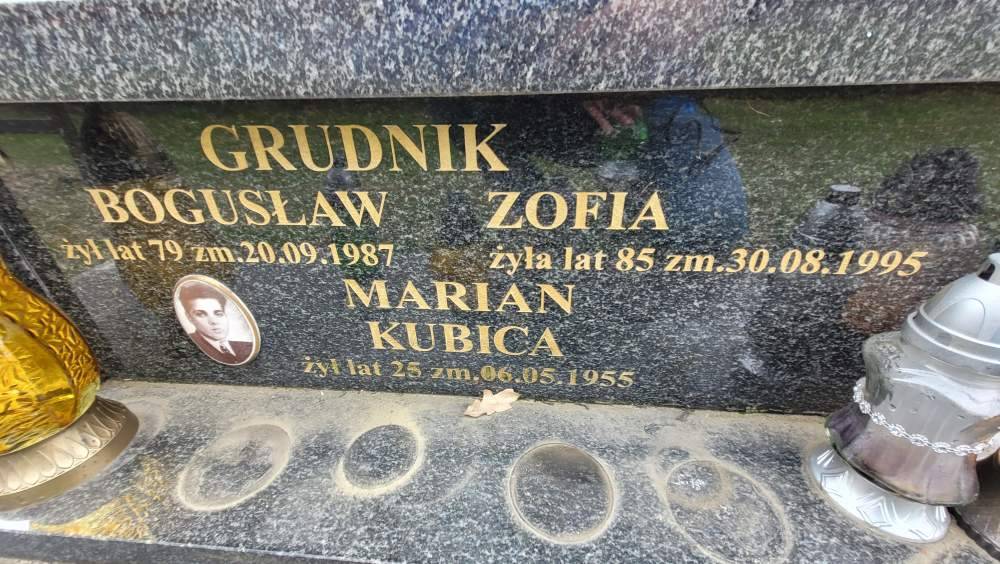 GRUDNIK
BOGUSŁAW ZOFIA
żył lat 79 zm.20.09.1987 żyła lat 85 zm.30.08.1995
MARIAN
KUBICA
żył lat 25 zm.06.05.1955